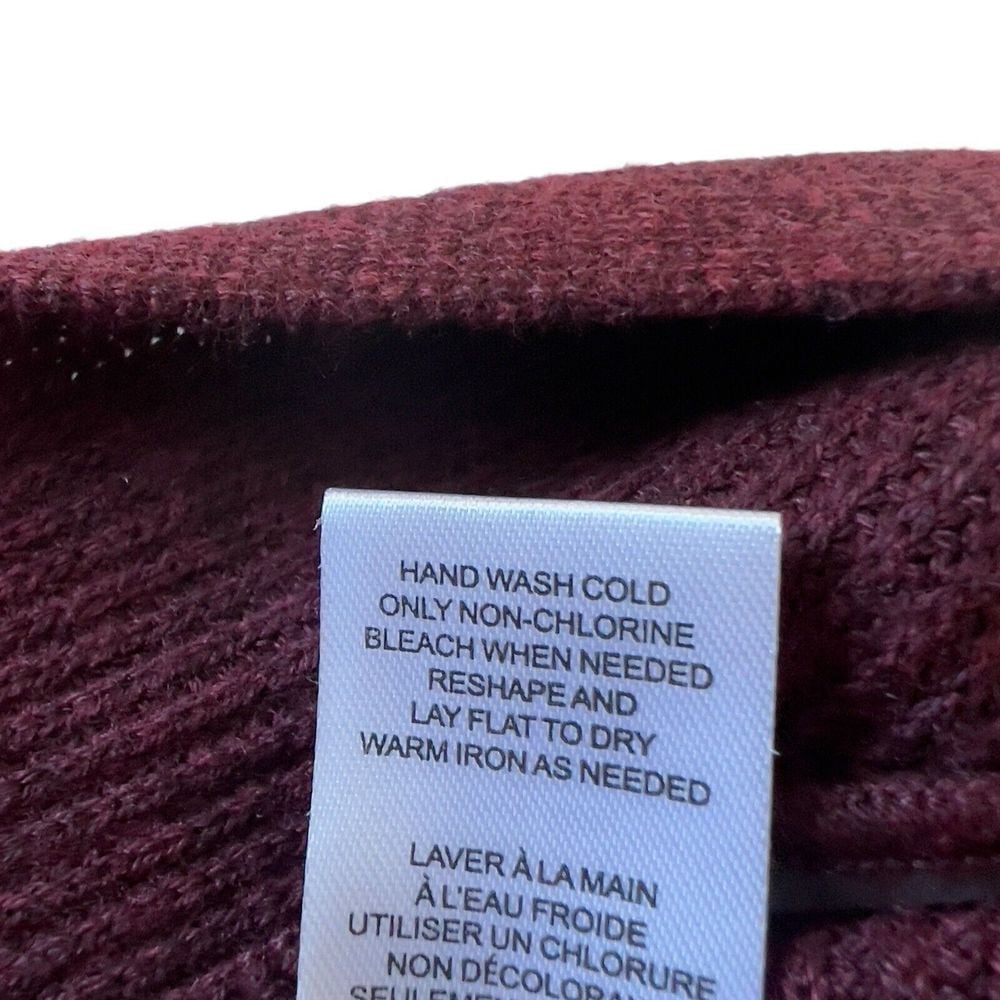 HAND WASH COLD
ONLY NON-CHLORINE
BLEACH WHEN NEEDED
RESHAPE AND
LAY FLAT TO DRY
WARM IRON AS NEEDED
LAVER À LA MAIN
À L'EAU FROIDE
UTILISER UN CHLORURE
NON DÉCOLORA